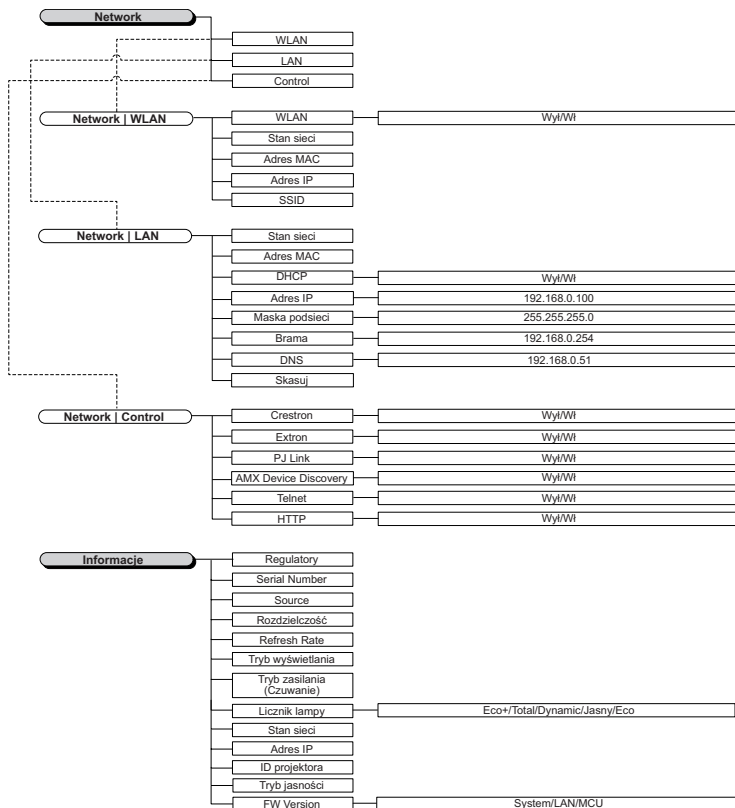 Network
WLAN
LAN
Control
Network | WLAN
WLAN
Wył/Wł
Stan sieci
Adres MAC
Adres IP
SSID
Network | LAN
Stan sieci
Adres MAC
DHCP
Wył/Wł
Adres IP
192.168.0.100
Maska podsieci
255.255.255.0
Brama
192.168.0.254
DNS
192.168.0.51
Skasuj
Network | Control
Crestron
Wył/Wł
Extron
Wył/Wł
PJ Link
Wył/Wł
AMX Device Discovery
Wył/Wł
Telnet
Wył/Wł
HTTP
Wył/Wł
Informacje
Regulatory
Serial Number
Source
Rozdzielczość
Refresh Rate
Tryb wyświetlania
Tryb zasilania
(Czuwanie)
Licznik lampy
Eco+/Total/Dynamic/Jasny/Eco
Stan sieci
Adres IP
ID projektora
Tryb jasności
FW Version
System/LAN/MCU